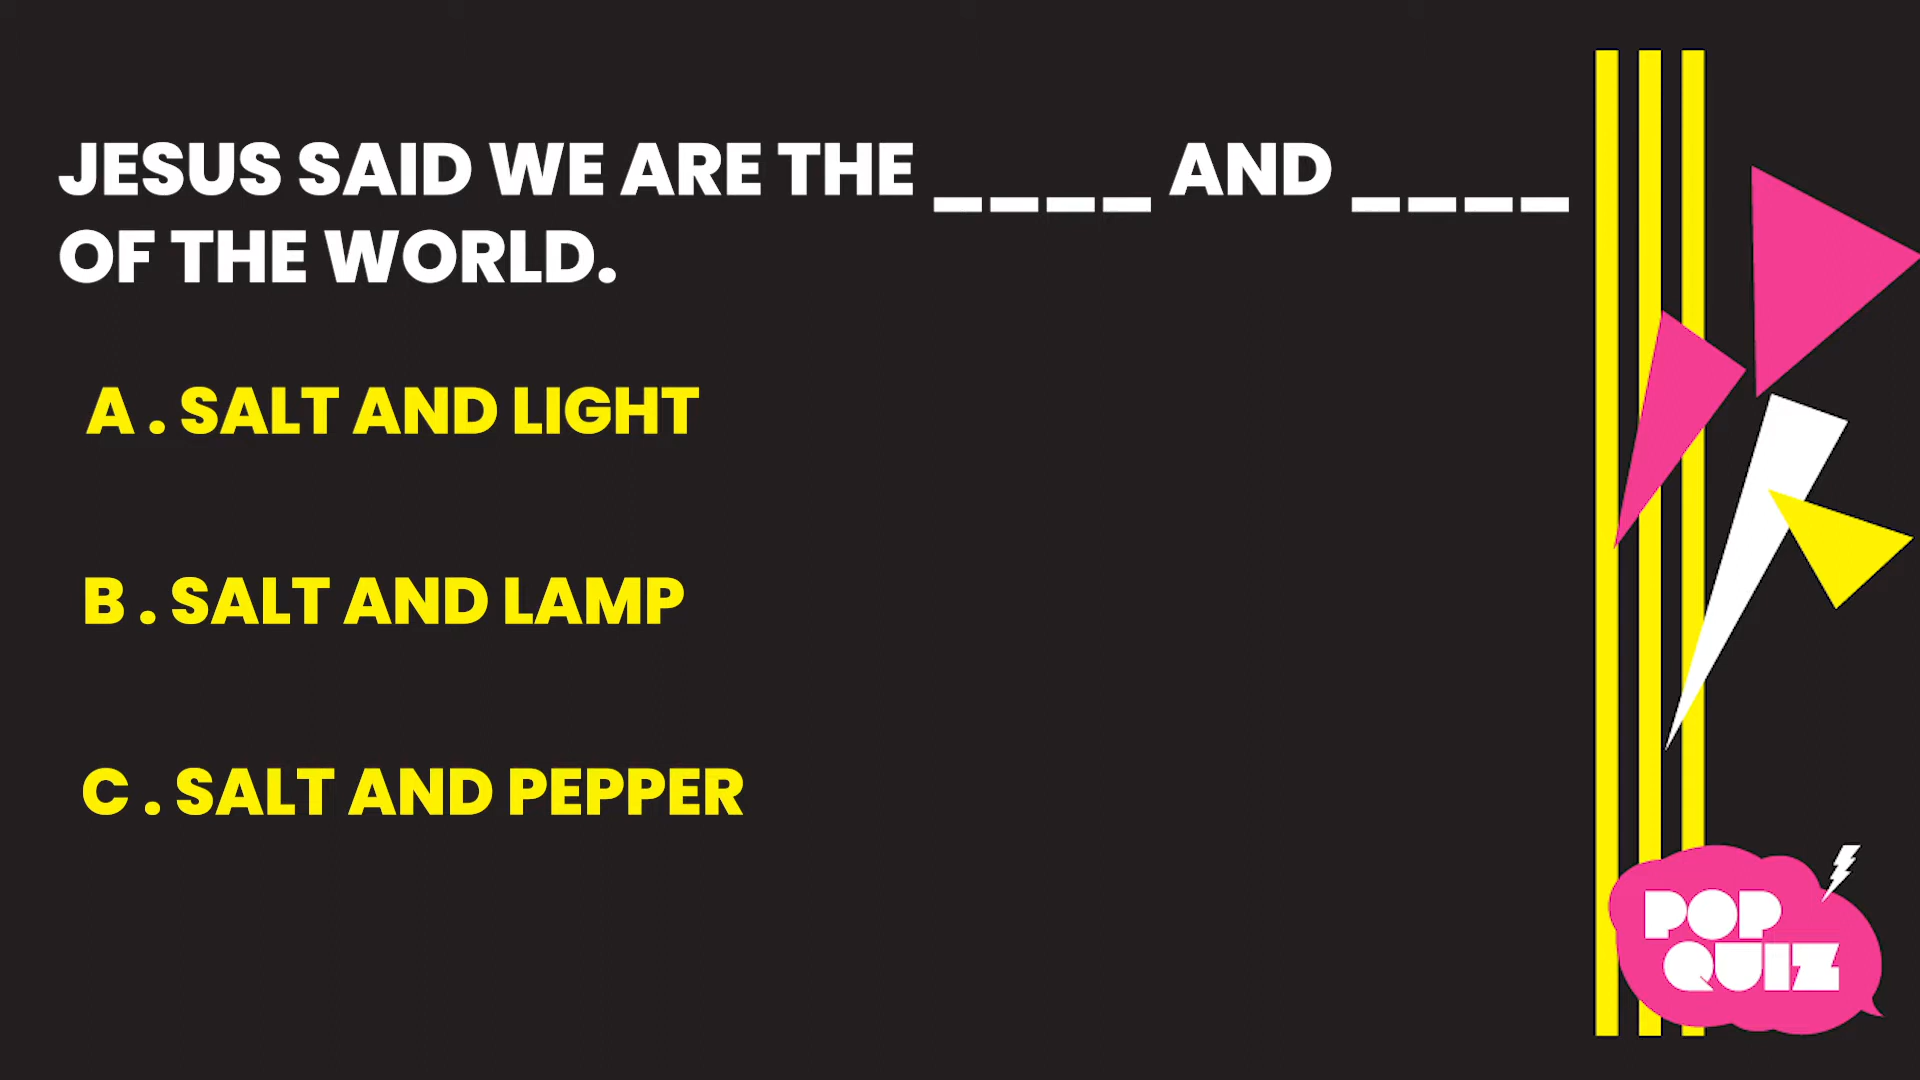 JESUS SAID WE ARE THE ____ AND ____
OF THE WORLD.
A . SALT AND LIGHT
B . SALT AND LAMP
C . SALT AND PEPPER
POP
QUIZ